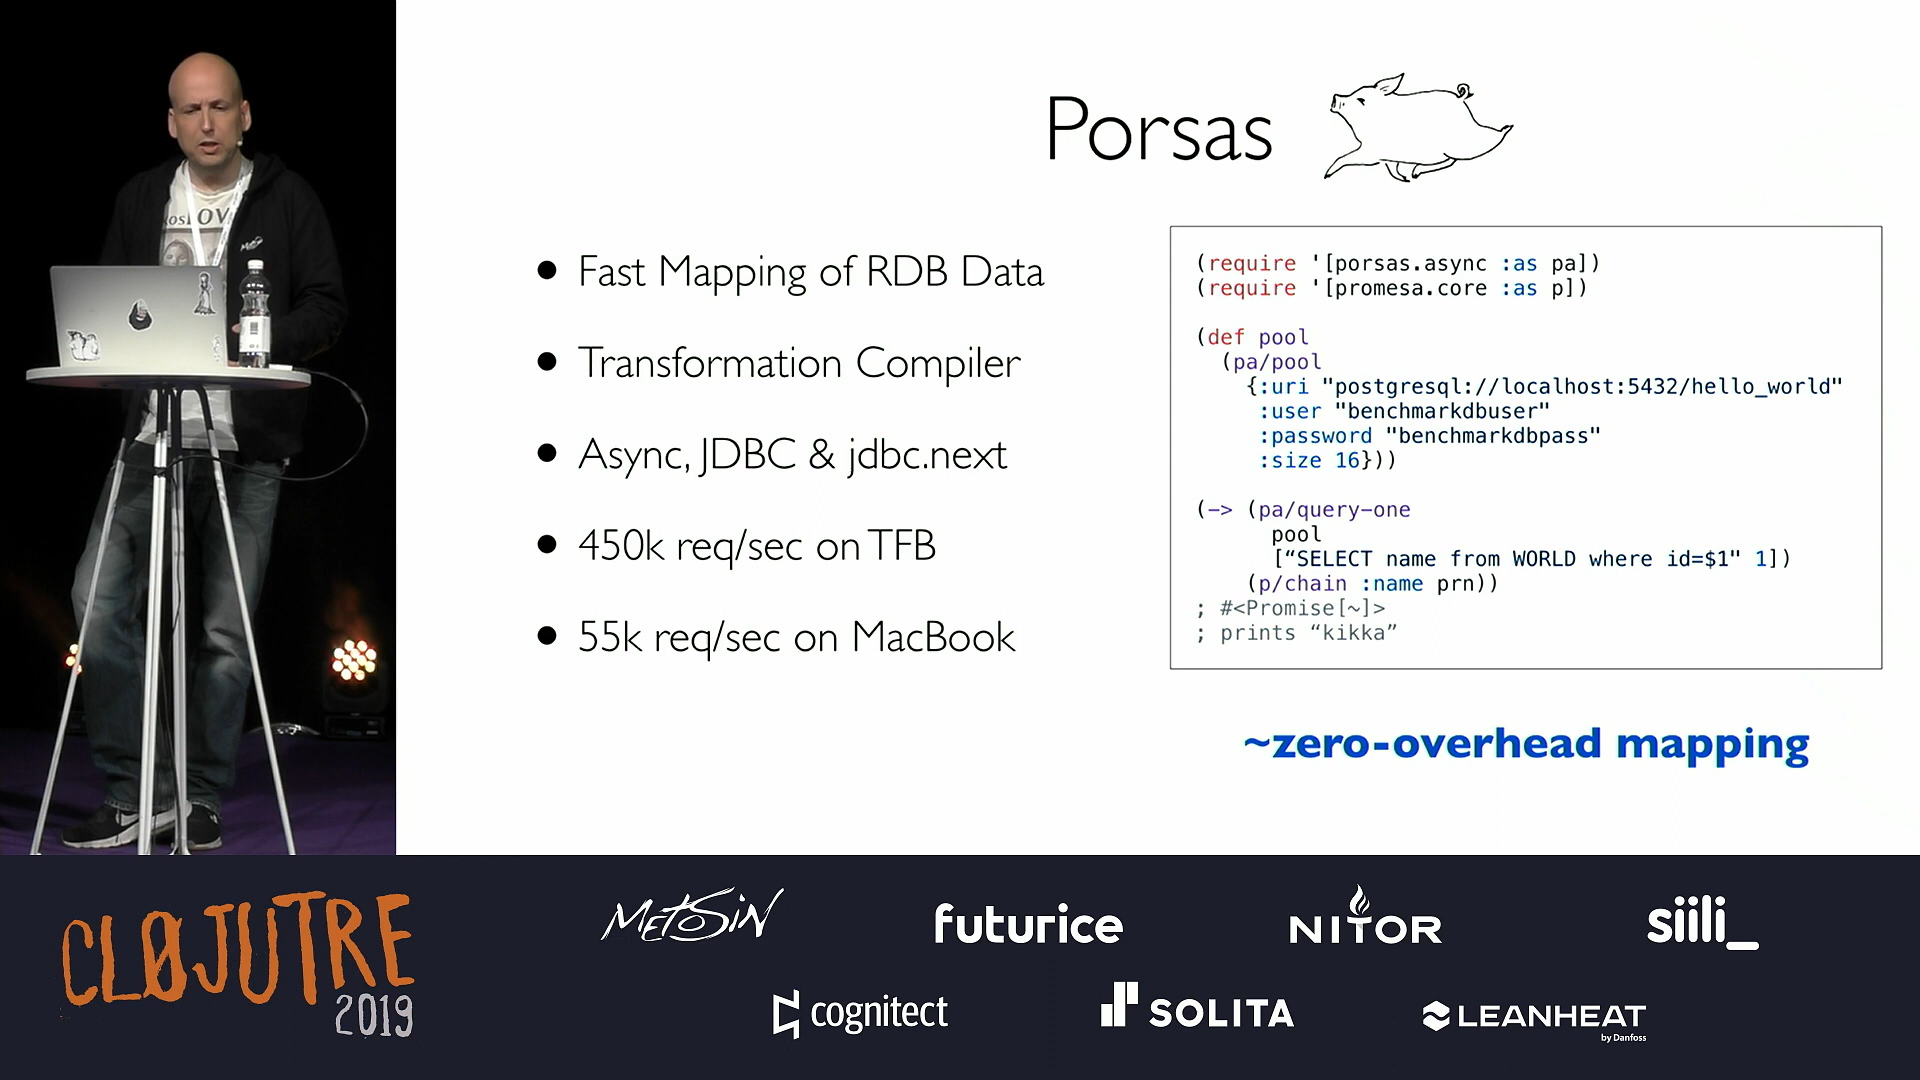 Porsas
• Fast Mapping of RDB Data
• Transformation Compiler
• Async, JDBC & jdbc.next
• 450k req/sec on TFB
• 55k req/sec on MacBook
(require '[porsas.async :as pa])
(require '[promesa.core :as p])
(def pool
(pa/pool
{:uri "postgresql://localhost:5432/hello_world"
:user "benchmarkdbuser"
:password "benchmarkdbpass"
:size 16}))
(-> (pa/query-one
pool
[“SELECT name from WORLD where id=$1" 1])
(p/chain :name prn))
; #<Promise[~]>
; prints “kikka”
~zero-overhead mapping
CLØJUTRE
2019
METOSIN
futurice
NITOR
siili_
cognitect
SOLITA
LEANHEAT
by Danfoss